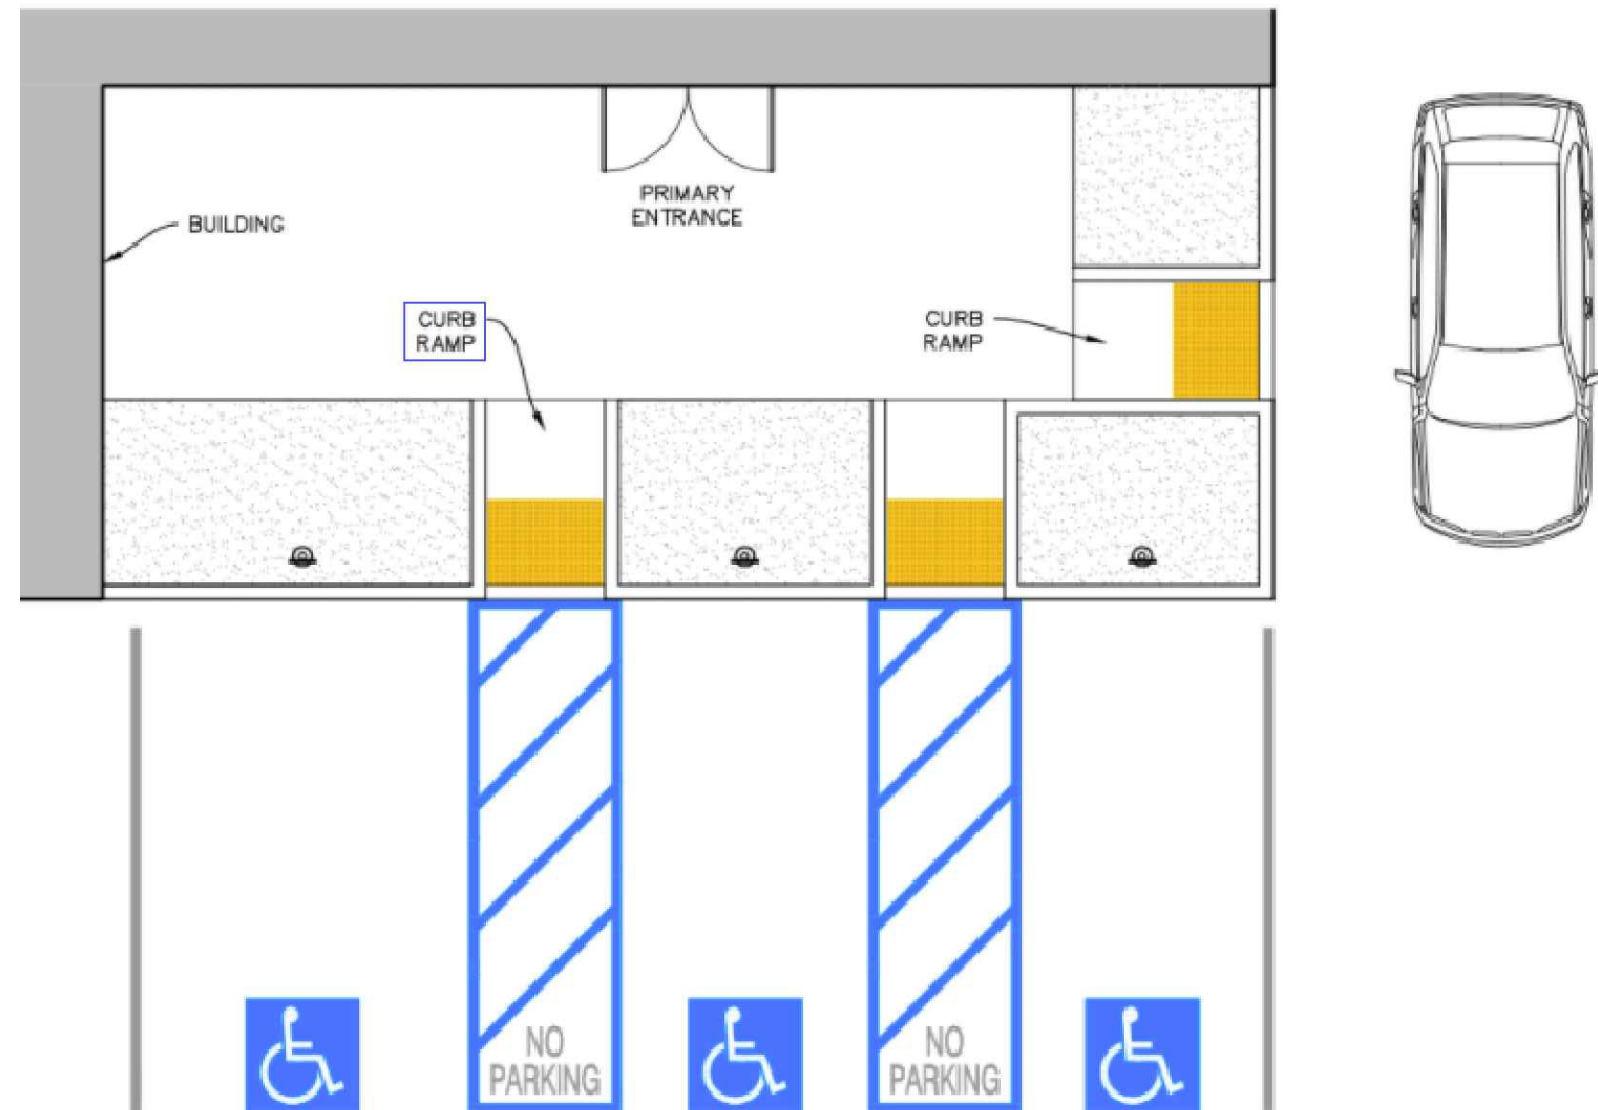 PRIMARY
ENTRANCE
BUILDING
CURB
RAMP
CURB
RAMP
NO
PARKING
NO
PARKING